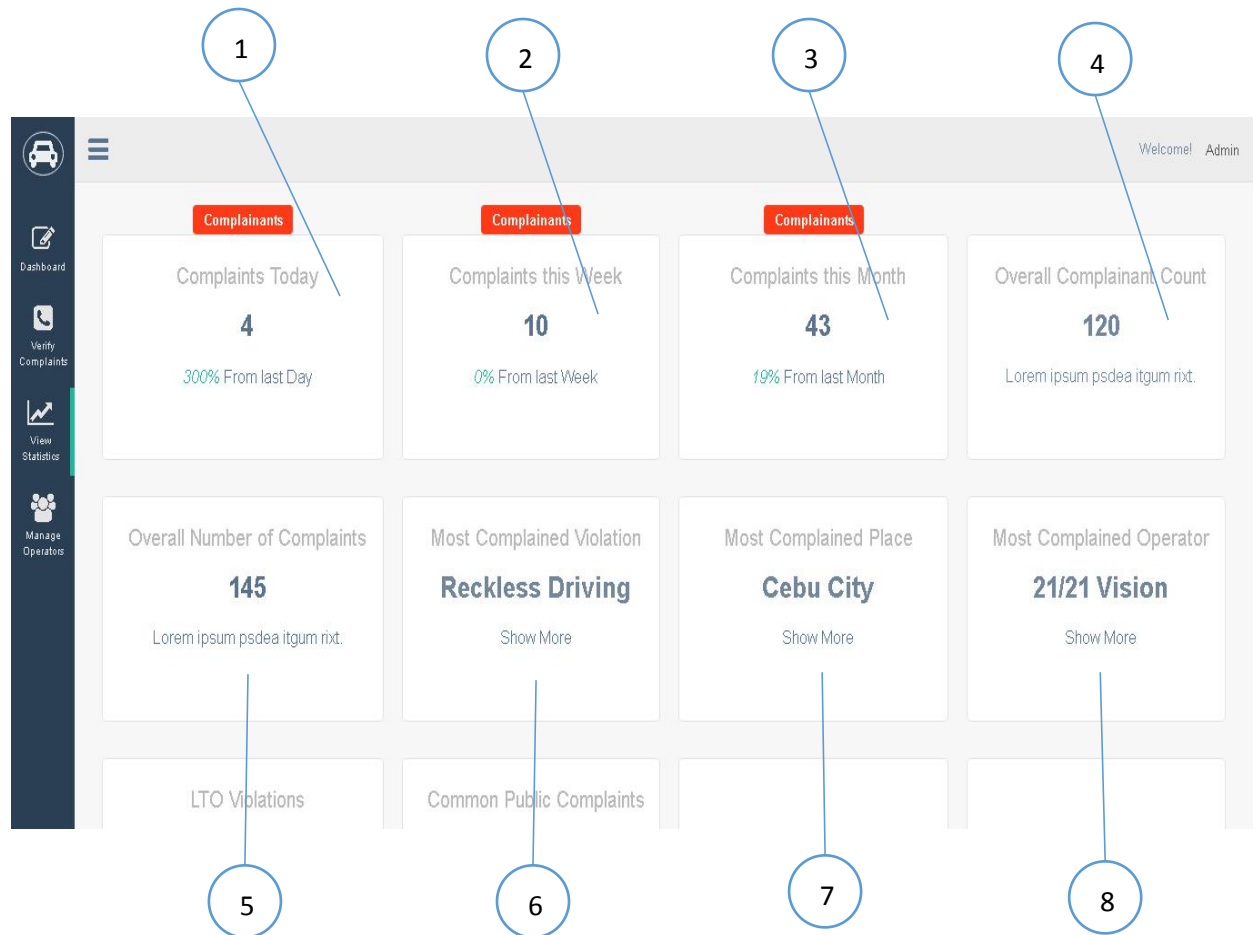 1
2
3
4
Welcome! Admin
Complainants
Complainants
Complainants
Dashboard
Verify
Complaints
View
Statistics
Manage
Operators
Complaints Today
4
300% From last Day
Complaints this Week
10
0% From last Week
Complaints this Month
43
19% From last Month
Overall Complainant Count
120
Lorem ipsum psdea itgum rixt.
Overall Number of Complaints
145
Lorem ipsum psdea itgum rixt.
Most Complained Violation
Reckless Driving
Show More
Most Complained Place
Cebu City
Show More
Most Complained Operator
21/21 Vision
Show More
LTO Violations
Common Public Complaints
5
6
7
8